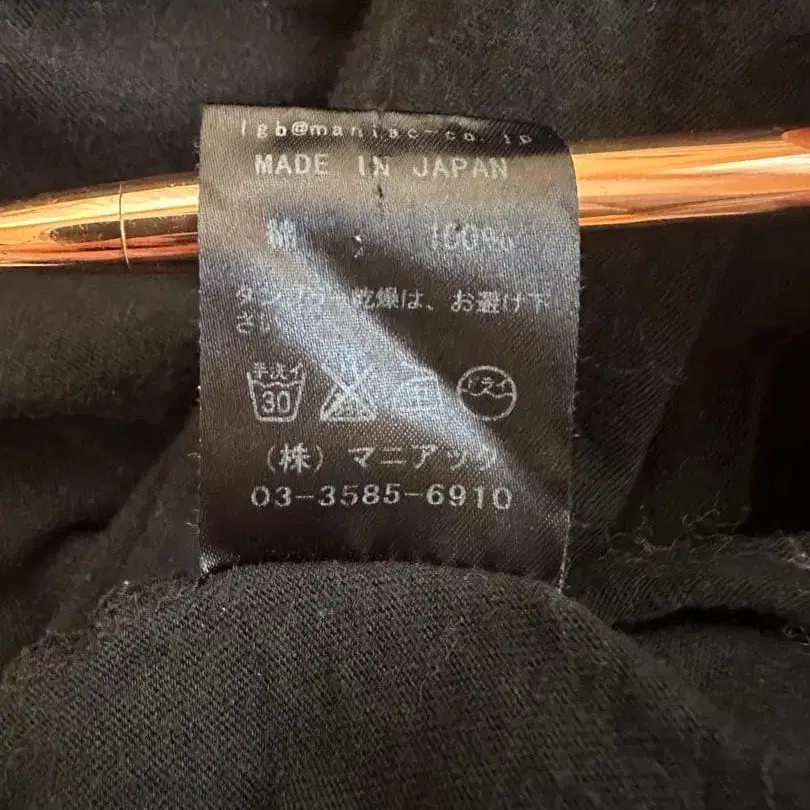 lgb@maniac-co.jp
MADE IN JAPAN
綿 : 100%
タンブラー乾燥は、お避け下
さい
手洗イ
30
ドライ
(株) マニアック
03-3585-6910